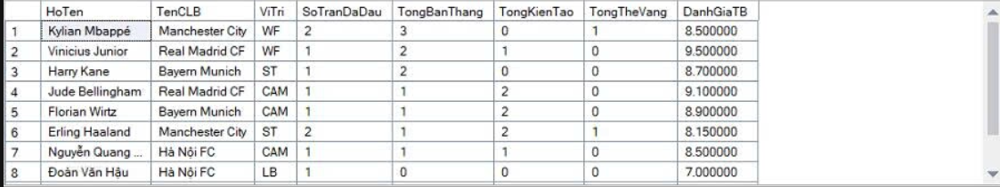 HoTen TenCLB ViTri SoTranDaDau TongBanThang TongKienTao TongTheVang DanhGiaTB
1 Kylian Mbappé Manchester City WF 2 3 0 1 8.500000
2 Vinicius Junior Real Madrid CF WF 1 2 1 0 9.500000
3 Harry Kane Bayern Munich ST 1 2 0 0 8.700000
4 Jude Bellingham Real Madrid CF CAM 1 1 2 0 9.100000
5 Florian Wirtz Bayern Munich CAM 1 1 2 0 8.900000
6 Erling Haaland Manchester City ST 2 1 2 1 8.150000
7 Nguyễn Quang ... Hà Nội FC CAM 1 1 1 0 8.500000
8 Đoàn Văn Hậu Hà Nội FC LB 1 0 0 0 7.000000